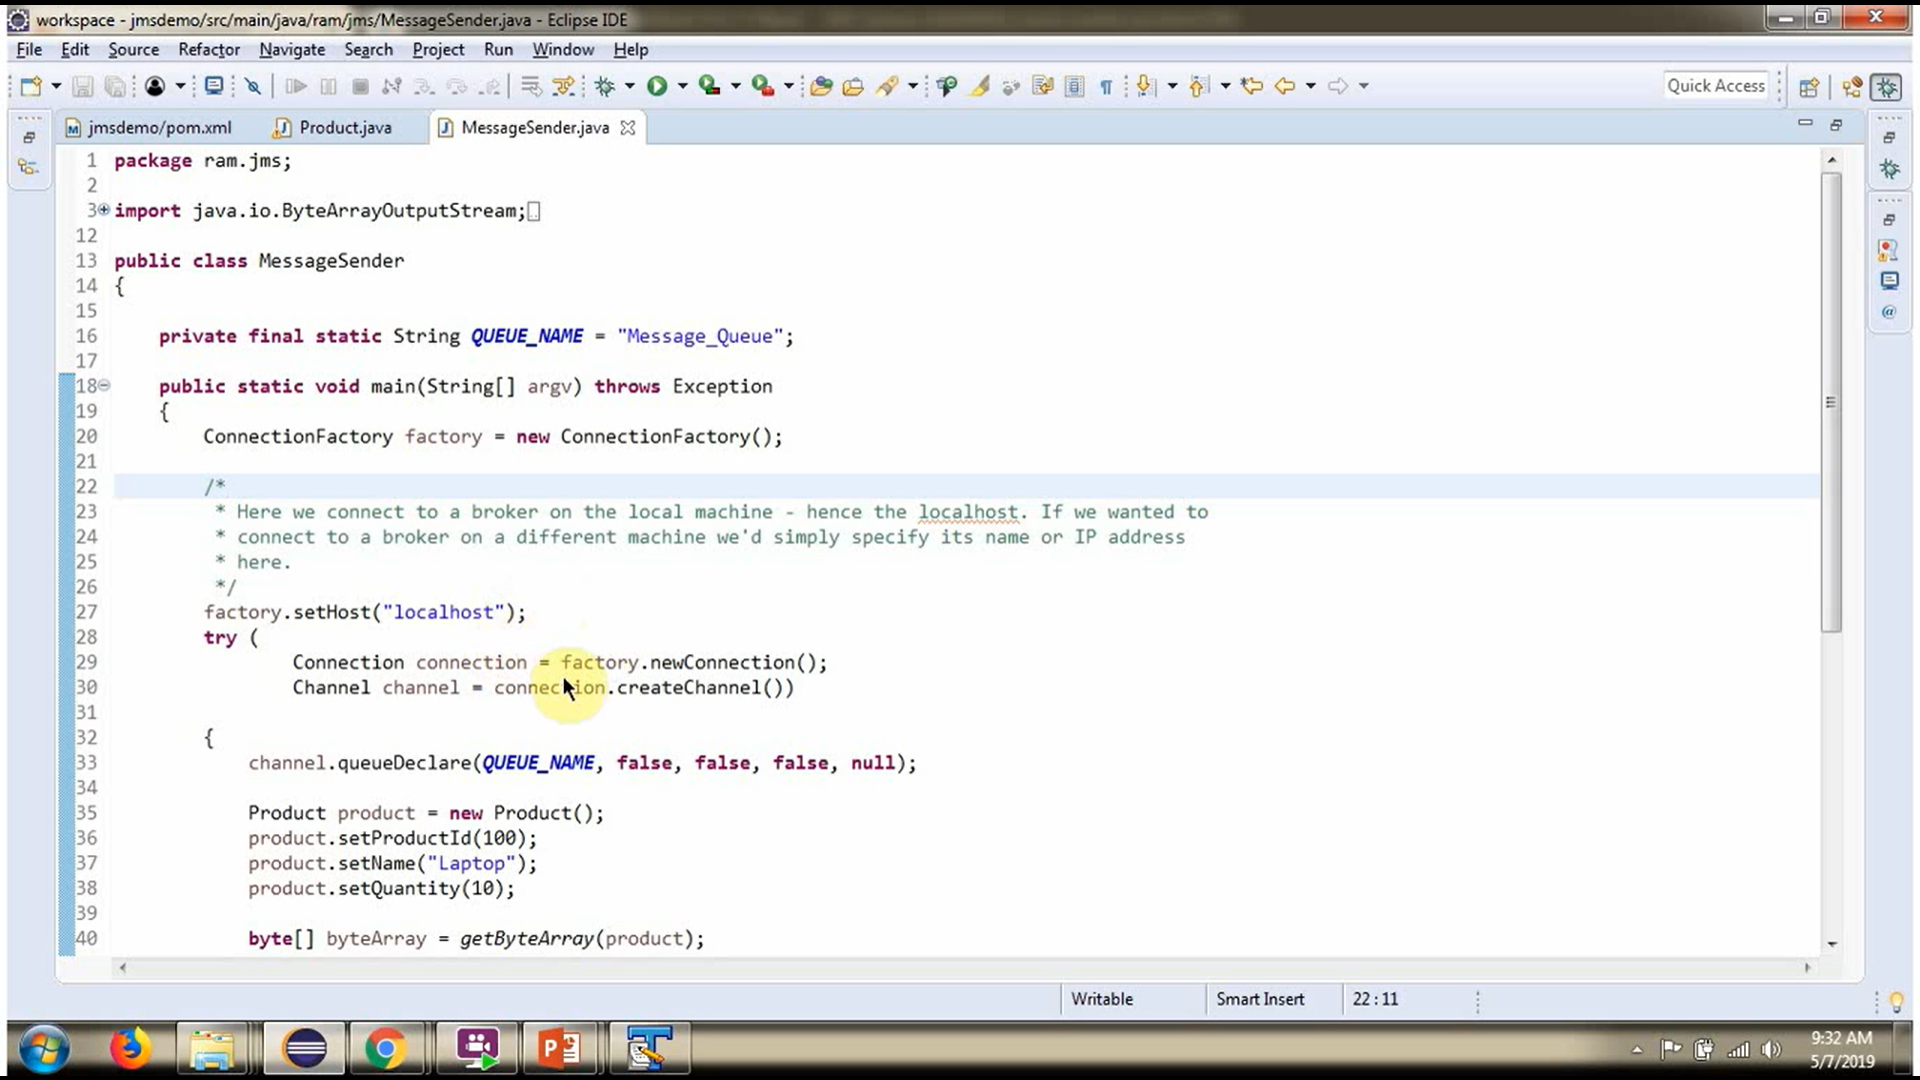 workspace - jmsdemo/src/main/java/ram/jms/MessageSender.java - Eclipse IDE
File Edit Source Refactor Navigate Search Project Run Window Help
Quick Access
jmsdemo/pom.xml Product.java MessageSender.java
1 package ram.jms;
2
3 import java.io.ByteArrayOutputStream;
12
13 public class MessageSender
14 {
15
16 private final static String QUEUE_NAME = "Message_Queue";
17
18 public static void main(String[] argv) throws Exception
19 {
20 ConnectionFactory factory = new ConnectionFactory();
21
22 /*
23 * Here we connect to a broker on the local machine - hence the localhost. If we wanted to
24 * connect to a broker on a different machine we'd simply specify its name or IP address
25 * here.
26 */
27 factory.setHost("localhost");
28 try (
29 Connection connection = factory.newConnection();
30 Channel channel = connection.createChannel())
31
32 {
33 channel.queueDeclare(QUEUE_NAME, false, false, false, null);
34
35 Product product = new Product();
36 product.setProductId(100);
37 product.setName("Laptop");
38 product.setQuantity(10);
39
40 byte[] byteArray = getByteArray(product);
Writable Smart Insert 22 : 11
9:32 AM
5/7/2019